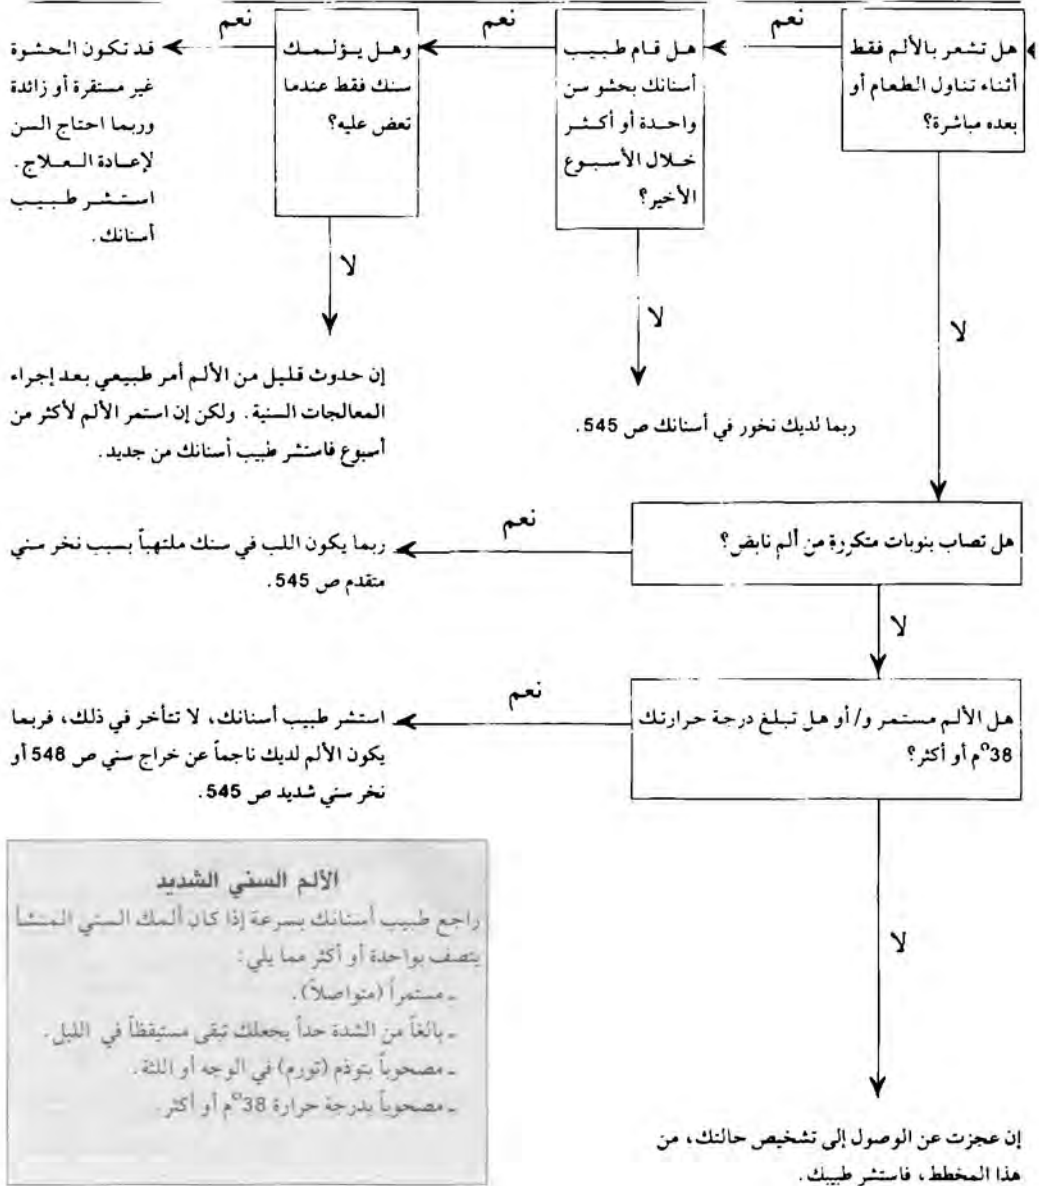 نعم
هل تشعر بالألم فقط
أثناء تناول الطعام أو
بعده مباشرة؟
نعم
هل قام طبيب
أسنانك بحشو سن
واحدة أو أكثر
خلال الأسبوع
الأخير؟
نعم
وهل يؤلمك
سنك فقط عندما
تعض عليه؟
قد تكون الحشوة
غير مستقرة أو زائدة
وربما احتاج السن
لإعادة العلاج.
استشر طبيب
أسنانك.
لا
لا
لا
إن حدوث قليل من الألم أمر طبيعي بعد إجراء
المعالجات السنية. ولكن إن استمر الألم لأكثر من
أسبوع فاستشر طبيب أسنانك من جديد.
ربما لديك نخور في أسنانك ص 545.
هل تصاب بنوبات متكررة من ألم نابض؟
نعم
ربما يكون اللب في سنك ملتهباً بسبب نخر سني
متقدم ص 545.
لا
هل الألم مستمر و/أو هل تبلغ درجة حرارتك
38°م أو أكثر؟
نعم
استشر طبيب أسنانك، لا تتأخر في ذلك، فربما
يكون الألم لديك ناجماً عن خراج سني ص 548 أو
نخر سني شديد ص 545.
لا
الألم السني الشديد
راجع طبيب أسنانك بسرعة إذا كان ألمك السني المنشأ
يتصف بواحدة أو أكثر مما يلي:
ـ مستمراً (متواصلاً).
ـ بالغاً من الشدة حداً يجعلك تبقى مستيقظاً في الليل.
ـ مصحوباً بتوذم (تورم) في الوجه أو اللثة.
ـ مصحوباً بدرجة حرارة 38°م أو أكثر.
إن عجزت عن الوصول إلى تشخيص حالتك، من
هذا المخطط، فاستشر طبيبك.